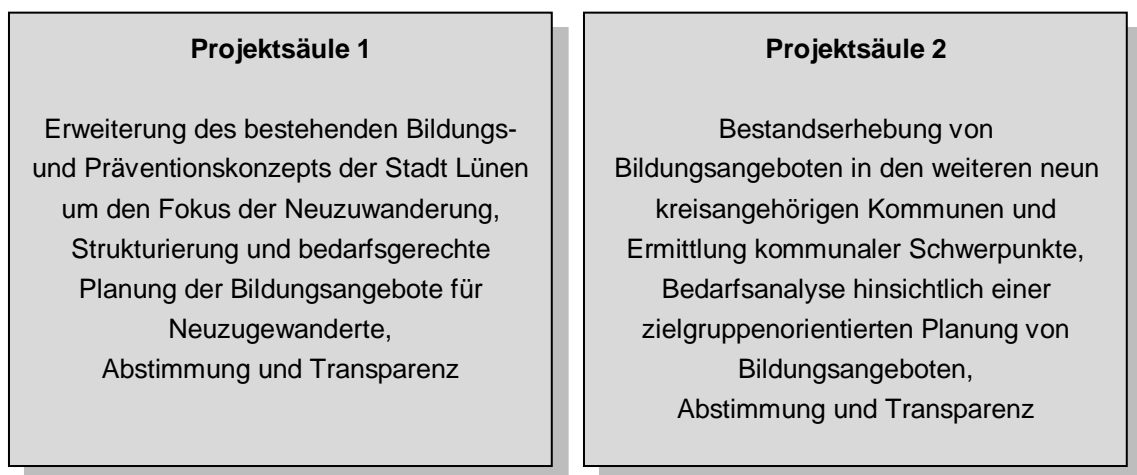 Projektsäule 1
Erweiterung des bestehenden Bildungs-
und Präventionskonzepts der Stadt Lünen
um den Fokus der Neuzuwanderung,
Strukturierung und bedarfsgerechte
Planung der Bildungsangebote für
Neuzugewanderte,
Abstimmung und Transparenz
Projektsäule 2
Bestandserhebung von
Bildungsangeboten in den weiteren neun
kreisangehörigen Kommunen und
Ermittlung kommunaler Schwerpunkte,
Bedarfsanalyse hinsichtlich einer
zielgruppenorientierten Planung von
Bildungsangeboten,
Abstimmung und Transparenz